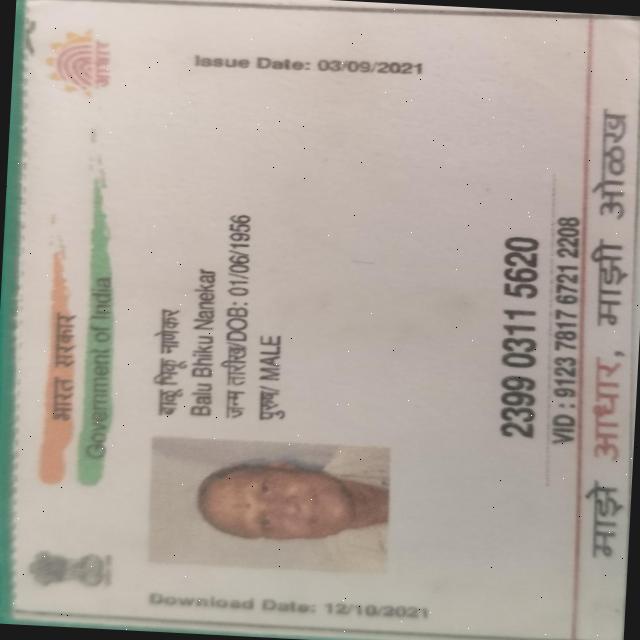 Issue Date: 03/09/2021
आधार
भारत सरकार
Government of India
बाळू भिकू नाणेकर
Balu Bhiku Nanekar
जन्म तारीख/DOB: 01/06/1956
पुरुष/ MALE
Download Date: 12/10/2021
2399 0311 5620
VID : 9123 7817 6721 2208
माझे आधार, माझी ओळख